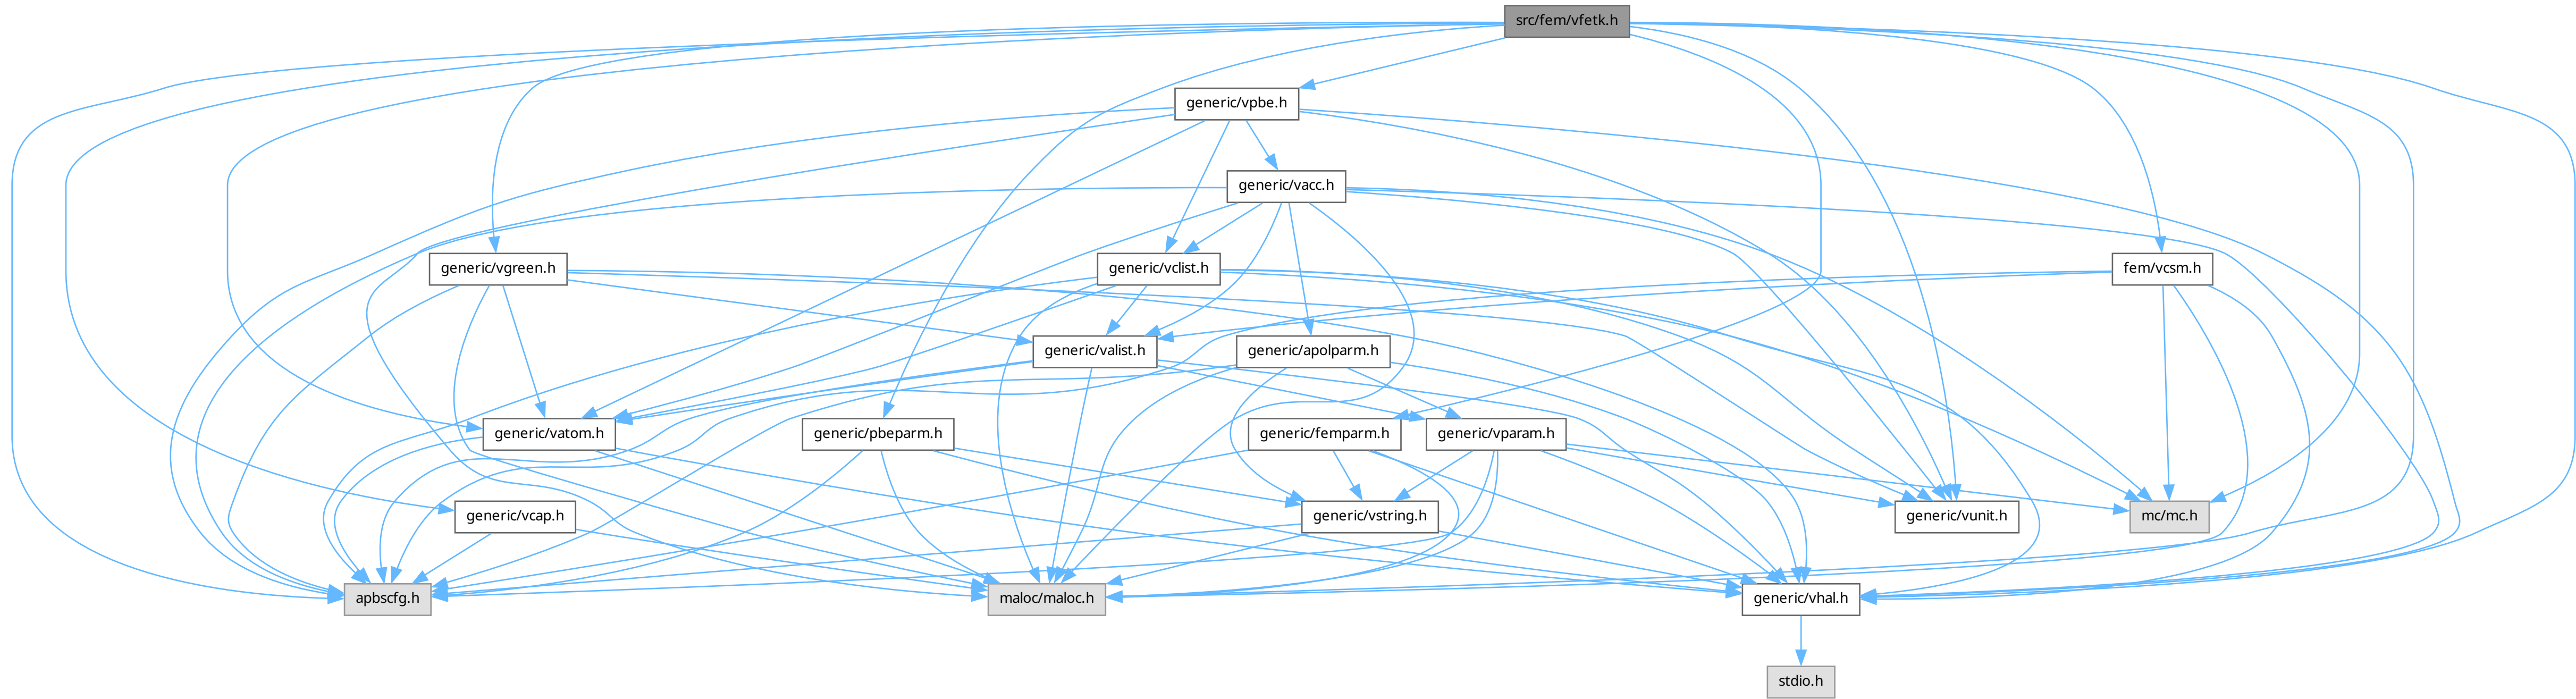 src/fem/vfetk.h
generic/vpbe.h
generic/vacc.h
generic/vgreen.h
generic/vclist.h
fem/vcsm.h
generic/valist.h
generic/apolparm.h
generic/vatom.h
generic/pbeparm.h
generic/femparm.h
generic/vparam.h
generic/vcap.h
generic/vstring.h
generic/vunit.h
mc/mc.h
apbscfg.h
maloc/maloc.h
generic/vhal.h
stdio.h